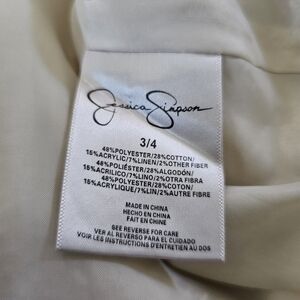 Jessica Simpson
3/4
48%POLYESTER/28%COTTON/
15%ACRYLIC/7%LINEN/2%OTHER FIBER
48%POLIÉSTER/28%ALGODÓN/
15%ACRÍLICO/7%LINO/2%OTRA FIBRA
48%POLYESTER/28%COTON/
15%ACRYLIQUE/7%LIN/2%AUTRE FIBRE
MADE IN CHINA
HECHO EN CHINA
FAIT EN CHINE
SEE REVERSE FOR CARE
VER AL REVERSO PARA EL CUIDADO
VOIR LES INSTRUCTIONS D'ENTRETIEN AU DOS